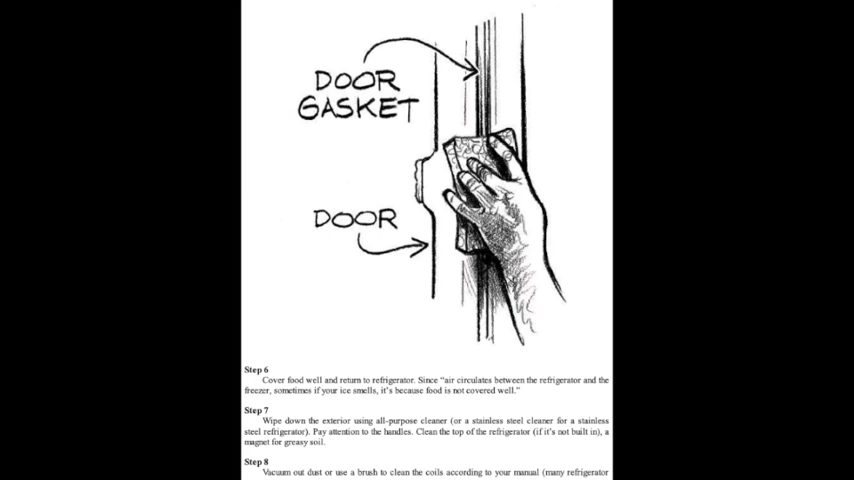 DOOR
GASKET
DOOR
Step 6
Cover food well and return to refrigerator. Since “air circulates between the refrigerator and the
freezer, sometimes if your ice smells, it’s because food is not covered well.”
Step 7
Wipe down the exterior using all-purpose cleaner (or a stainless steel cleaner for a stainless
steel refrigerator). Pay attention to the handles. Clean the top of the refrigerator (if it’s not built in), a
magnet for greasy soil.
Step 8
Vacuum out dust or use a brush to clean the coils according to your manual (many refrigerator